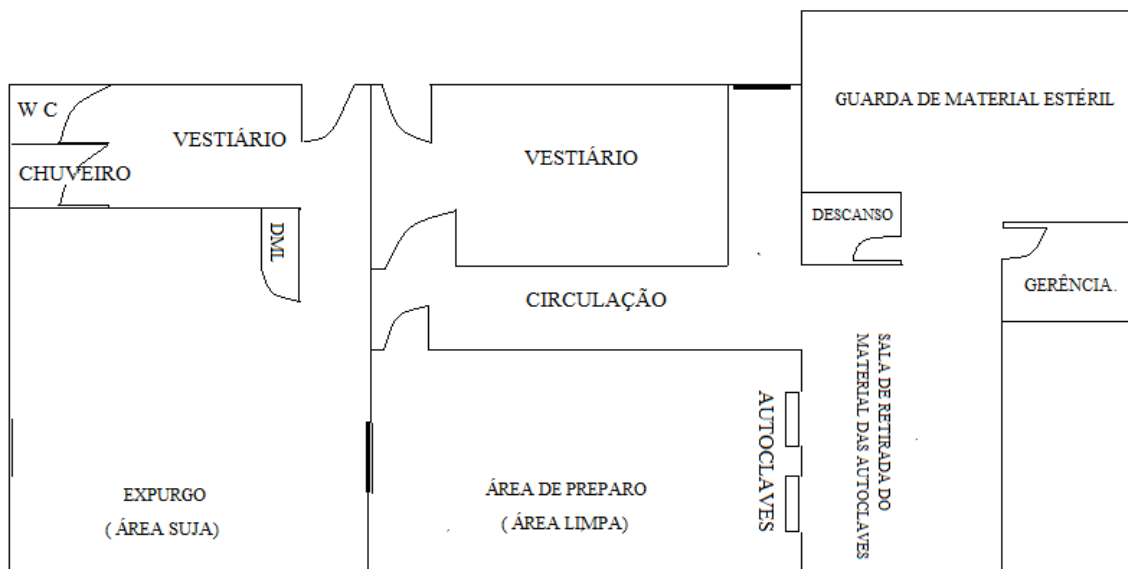 GUARDA DE MATERIAL ESTÉRIL
W C
VESTIÁRIO
VESTIÁRIO
CHUVEIRO
DESCANSO
DML
GERÊNCIA.
CIRCULAÇÃO
SALA DE RETIRADA DO
MATERIAL DAS AUTOCLAVES
AUTOCLAVES
EXPURGO
( ÁREA SUJA)
ÁREA DE PREPARO
( ÁREA LIMPA)